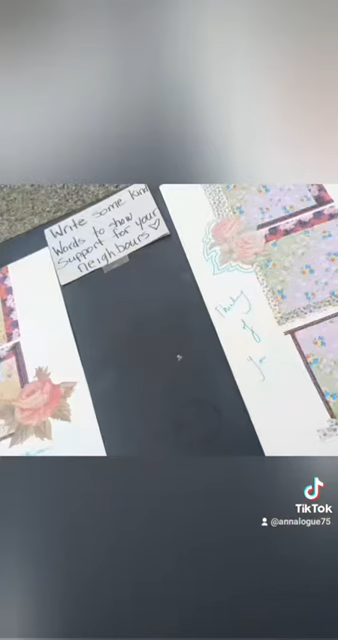 Write some kind
words to show
support for your
neighbours ♡
Thinking
of
you
TikTok
@annalogue75